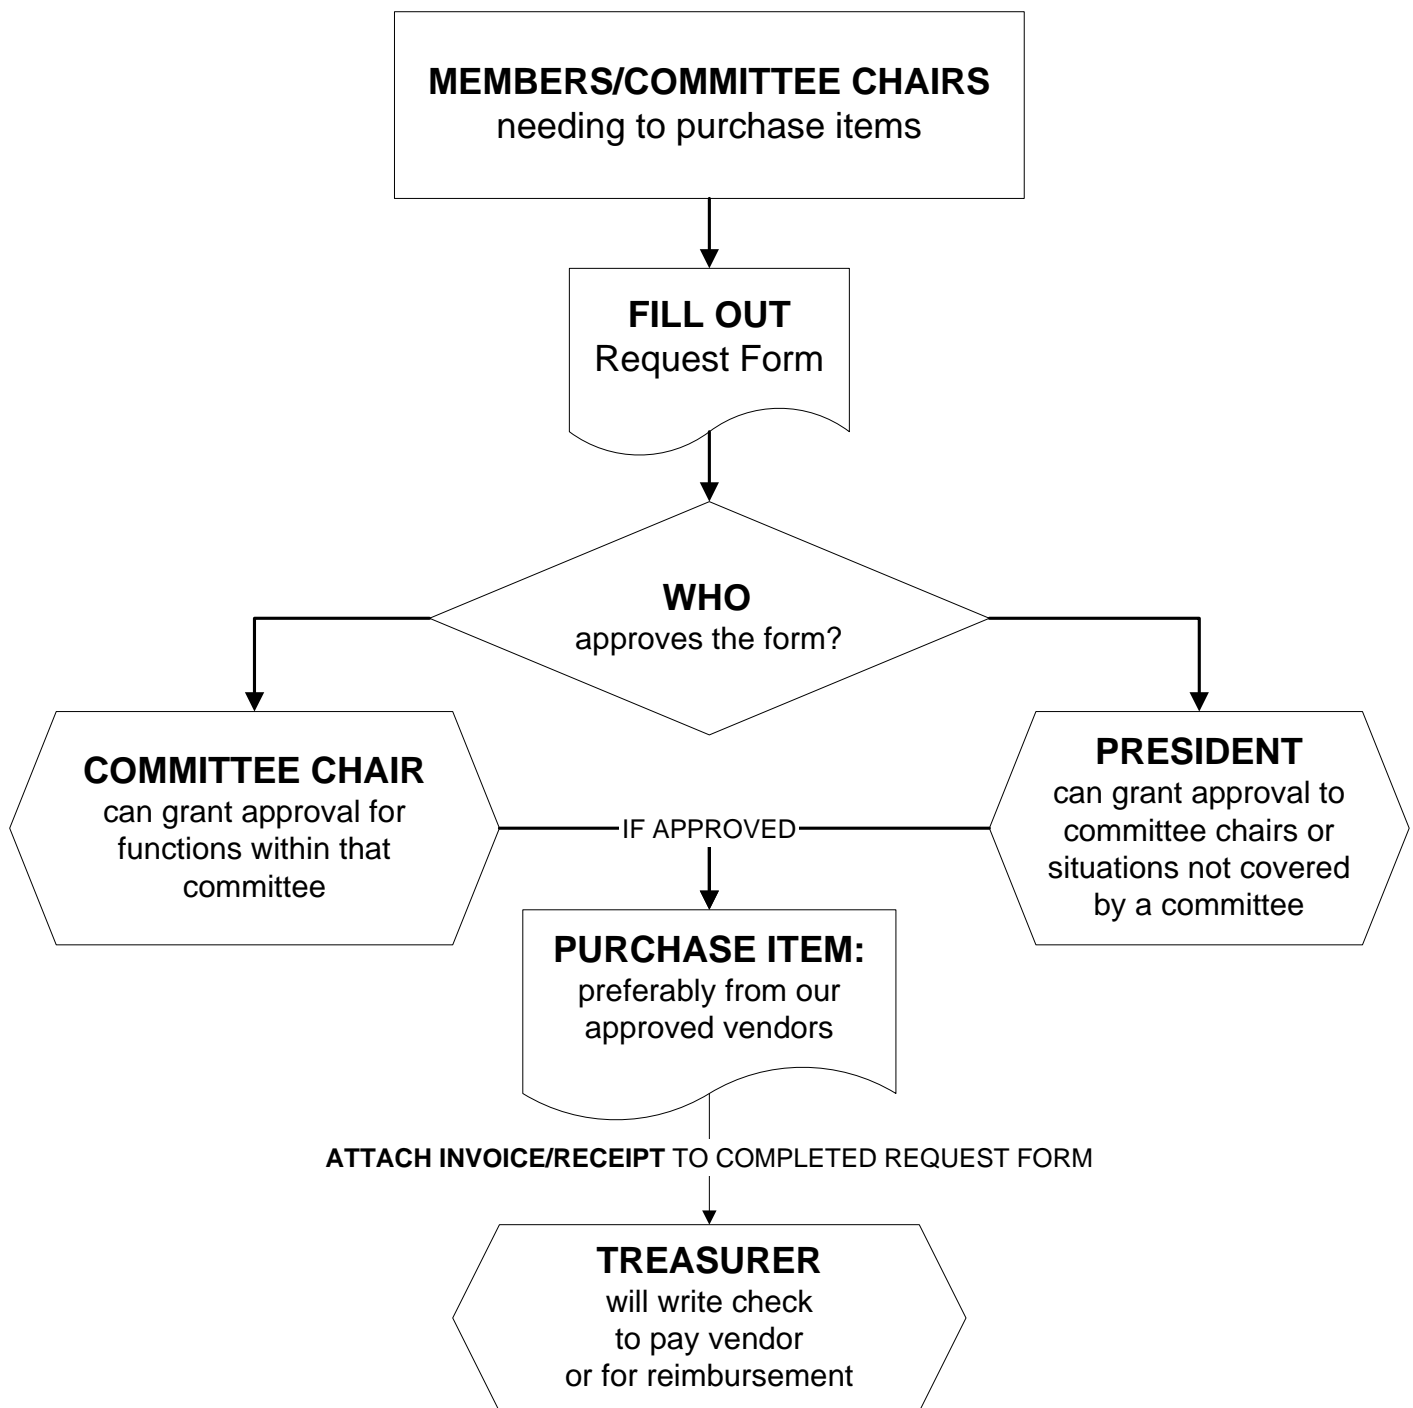 MEMBERS/COMMITTEE CHAIRS
needing to purchase items
FILL OUT
Request Form
WHO
approves the form?
COMMITTEE CHAIR
can grant approval for
functions within that
committee
PRESIDENT
can grant approval to
committee chairs or
situations not covered
by a committee
IF APPROVED
PURCHASE ITEM:
preferably from our
approved vendors
ATTACH INVOICE/RECEIPT TO COMPLETED REQUEST FORM
TREASURER
will write check
to pay vendor
or for reimbursement